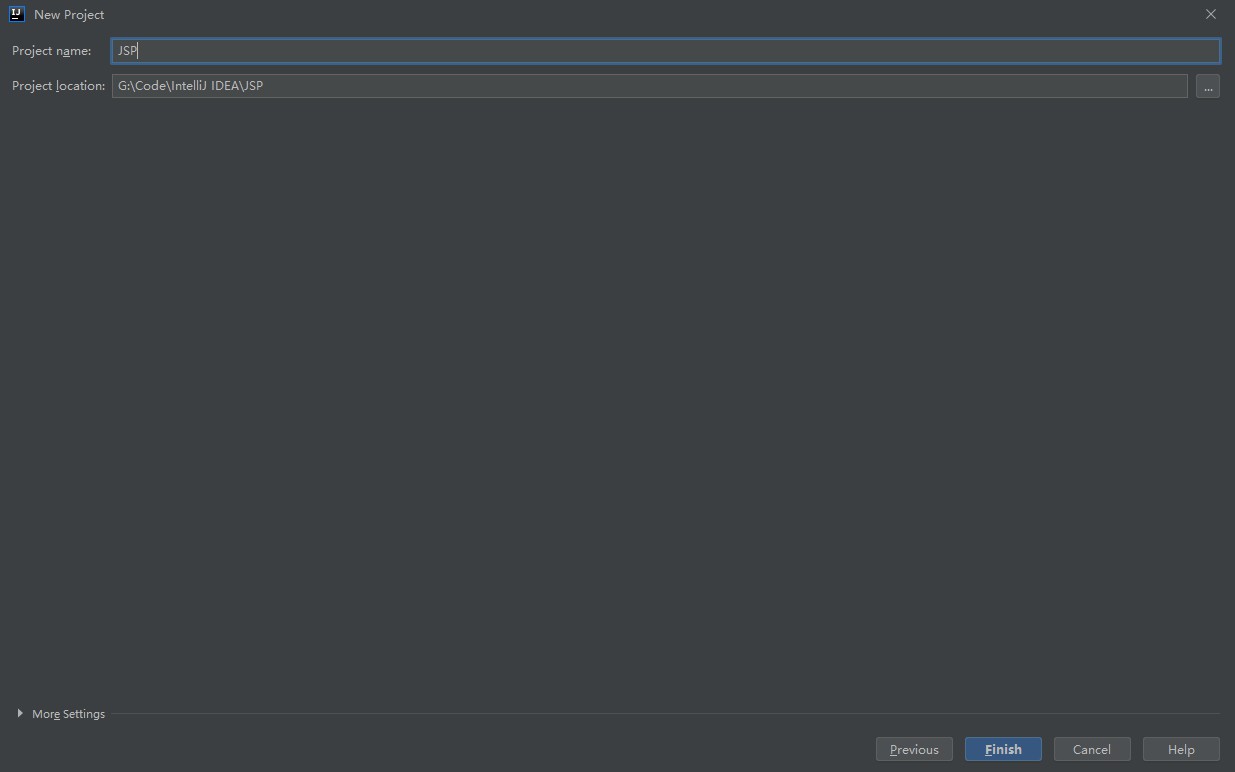 New Project
Project name: JSP
Project location: G:\Code\IntelliJ IDEA\JSP ...
More Settings
Previous Finish Cancel Help